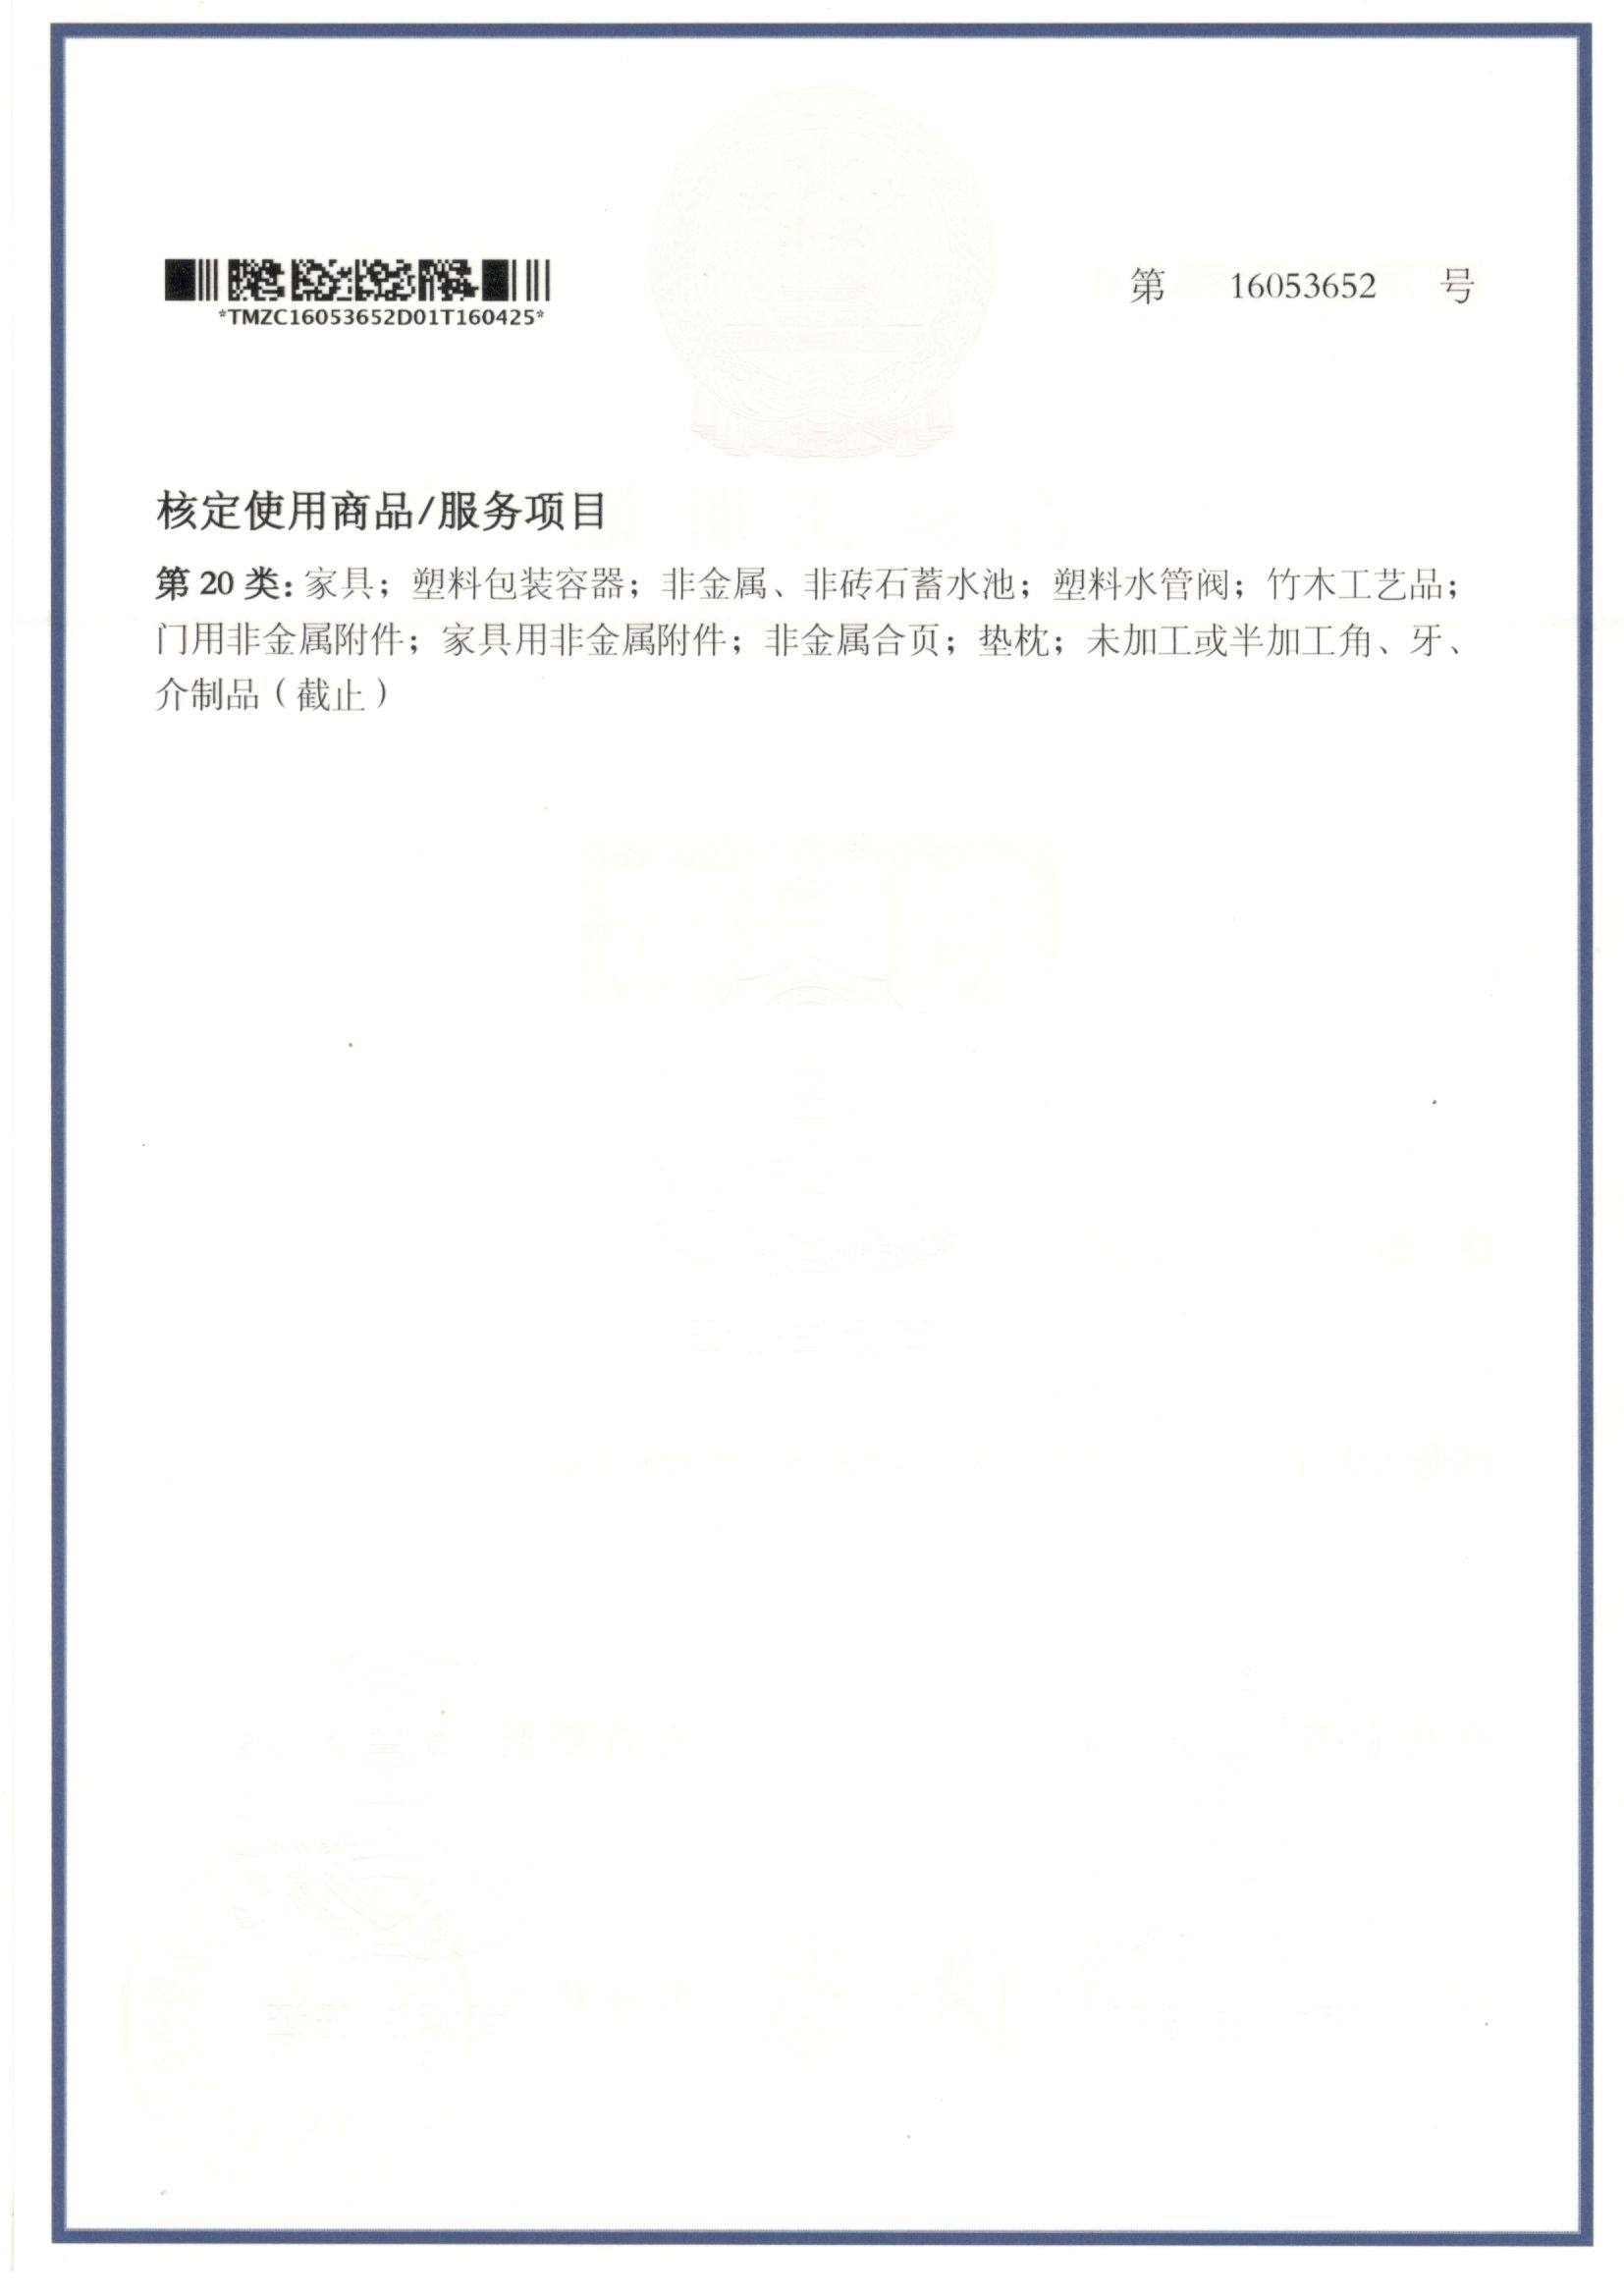 *TMZC16053652D01T160425*
第 16053652 号
核定使用商品/服务项目
第 20 类: 家具；塑料包装容器；非金属、非砖石蓄水池；塑料水管阀；竹木工艺品；
门用非金属附件；家具用非金属附件；非金属合页；垫枕；未加工或半加工角、牙、
介制品（截止）